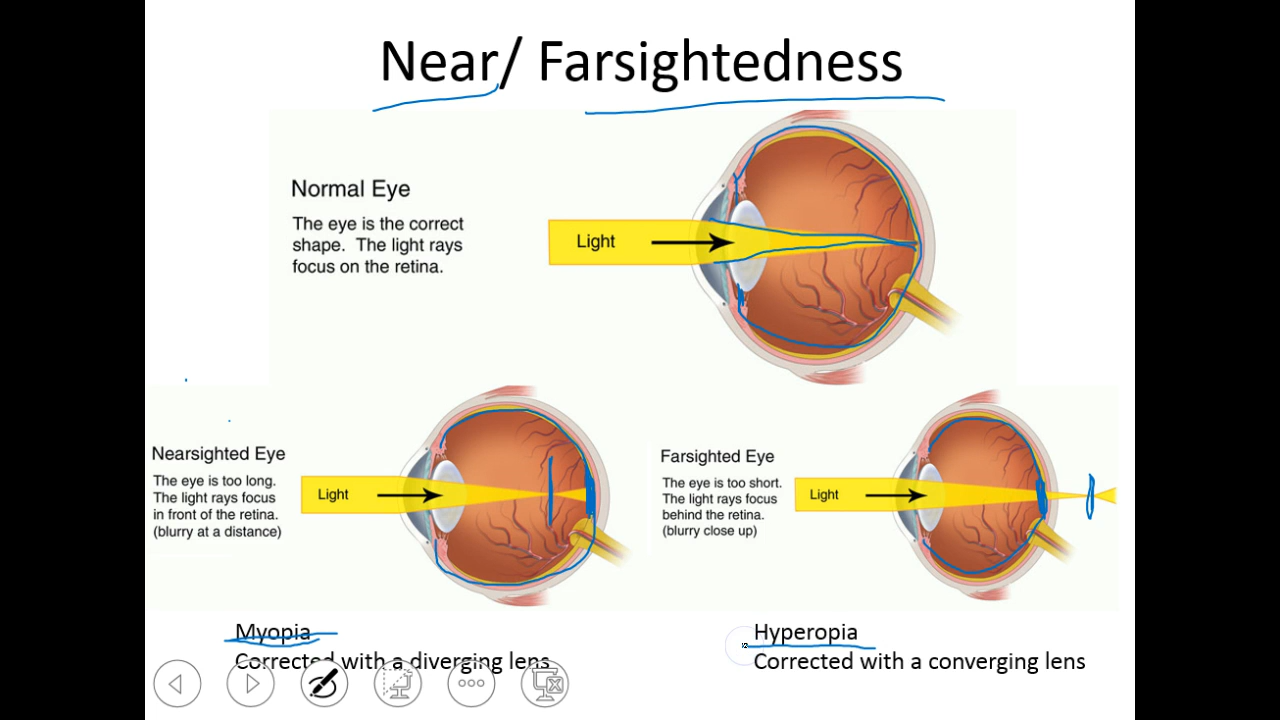 Near/ Farsightedness
Normal Eye
The eye is the correct
shape. The light rays
focus on the retina.
Light
Nearsighted Eye
The eye is too long.
The light rays focus
in front of the retina.
(blurry at a distance)
Light
Farsighted Eye
The eye is too short.
The light rays focus
behind the retina.
(blurry close up)
Light
Myopia
Corrected with a diverging lens
Hyperopia
Corrected with a converging lens